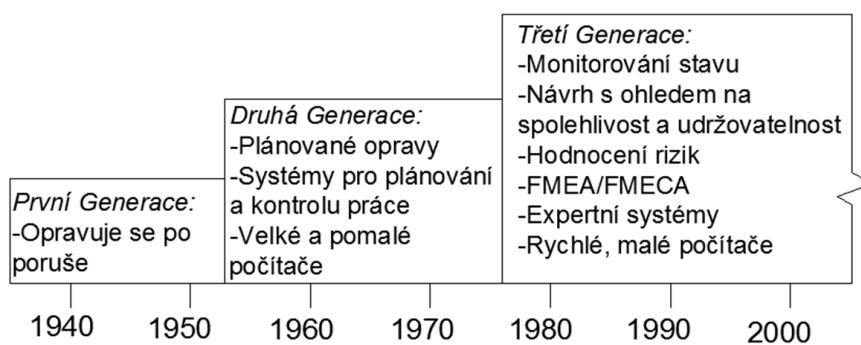 První Generace:
-Opravuje se po
poruše
Druhá Generace:
-Plánované opravy
-Systémy pro plánování
a kontrolu práce
-Velké a pomalé
počítače
Třetí Generace:
-Monitorování stavu
-Návrh s ohledem na
spolehlivost a udržovatelnost
-Hodnocení rizik
-FMEA/FMECA
-Expertní systémy
-Rychlé, malé počítače
1940 1950 1960 1970 1980 1990 2000